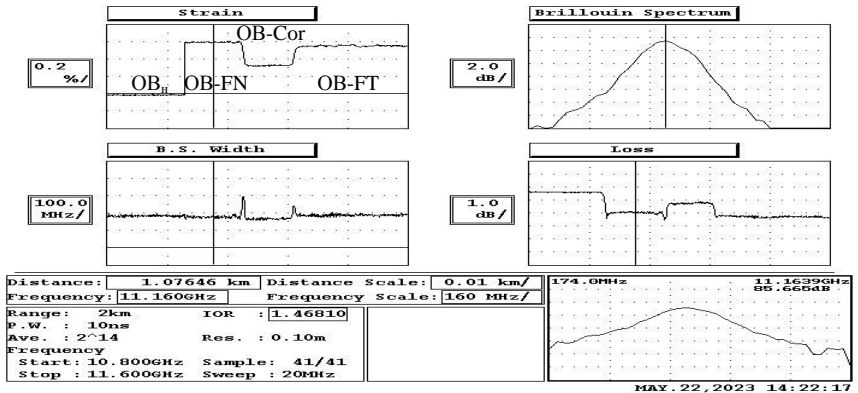 Strain
OB-Cor
0.2
%/
OBH OB-FN OB-FT
Brillouin Spectrum
2.0
dB/
B.S. Width
100.0
MHz/
Loss
1.0
dB/
Distance: 1.07646 km Distance Scale: 0.01 km/
Frequency: 11.160GHz Frequency Scale: 160 MHz/
Range: 2km IOR : 1.46810
P.W. : 10ns
Ave. : 2^14 Res. : 0.10m
Frequency
Start: 10.800GHz Sample: 41/41
Stop : 11.600GHz Sweep : 20MHz
174.0MHz 11.1639GHz
85.665dB
MAY.22,2023 14:22:17